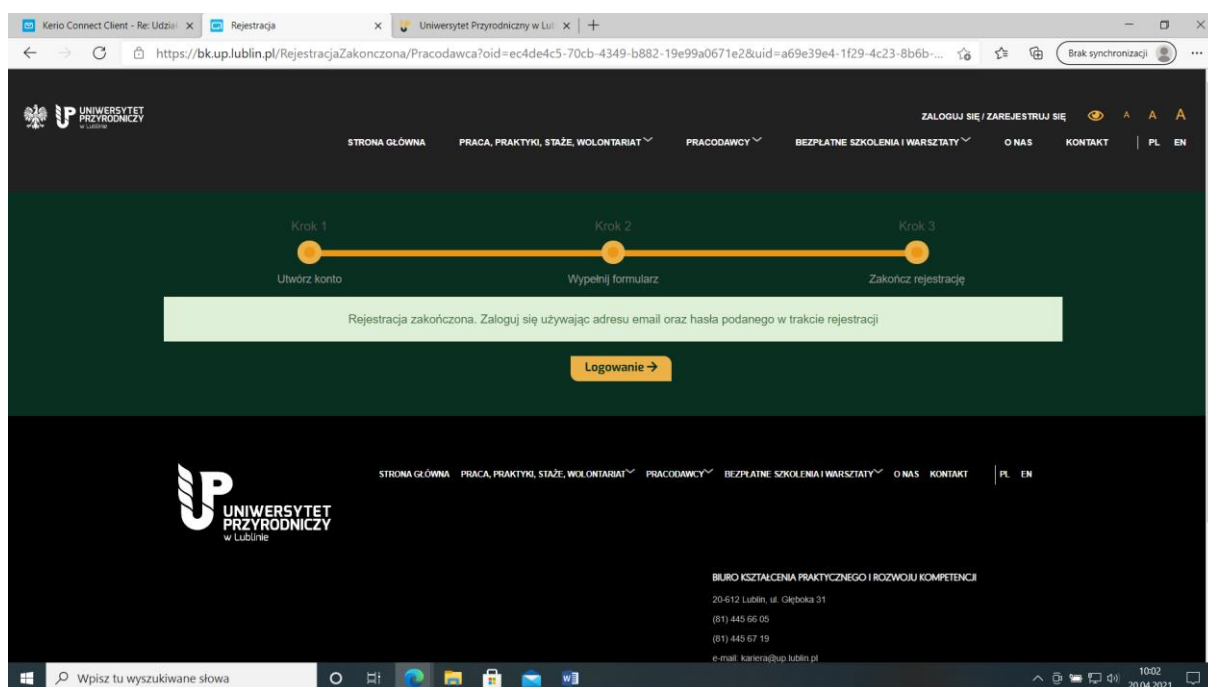 Kerio Connect Client - Re: Udział
Rejestracja
Uniwersytet Przyrodniczy w Lub
https://bk.up.lublin.pl/RejestracjaZakonczona/Pracodawca?oid=ec4de4c5-70cb-4349-b882-19e99a0671e2&uid=a69e39e4-1f29-4c23-8b6b-...
Brak synchronizacji
UNIWERSYTET
PRZYRODNICZY
w Lublinie
ZALOGUJ SIĘ / ZAREJESTRUJ SIĘ A A A
STRONA GŁÓWNA PRACA, PRAKTYKI, STAŻE, WOLONTARIAT PRACODAWCY BEZPŁATNE SZKOLENIA I WARSZTATY O NAS KONTAKT | PL EN
Krok 1 Krok 2 Krok 3
Utwórz konto Wypełnij formularz Zakończ rejestrację
Rejestracja zakończona. Zaloguj się używając adresu email oraz hasła podanego w trakcie rejestracji
Logowanie →
STRONA GŁÓWNA PRACA, PRAKTYKI, STAŻE, WOLONTARIAT PRACODAWCY BEZPŁATNE SZKOLENIA I WARSZTATY O NAS KONTAKT | PL EN
UP
UNIWERSYTET
PRZYRODNICZY
w Lublinie
BIURO KSZTAŁCENIA PRAKTYCZNEGO I ROZWOJU KOMPETENCJI
20-612 Lublin, ul. Głęboka 31
(81) 445 66 05
(81) 445 67 19
e-mail: kariera@up.lublin.pl
Wpisz tu wyszukiwane słowa
10:02
20.04.2021